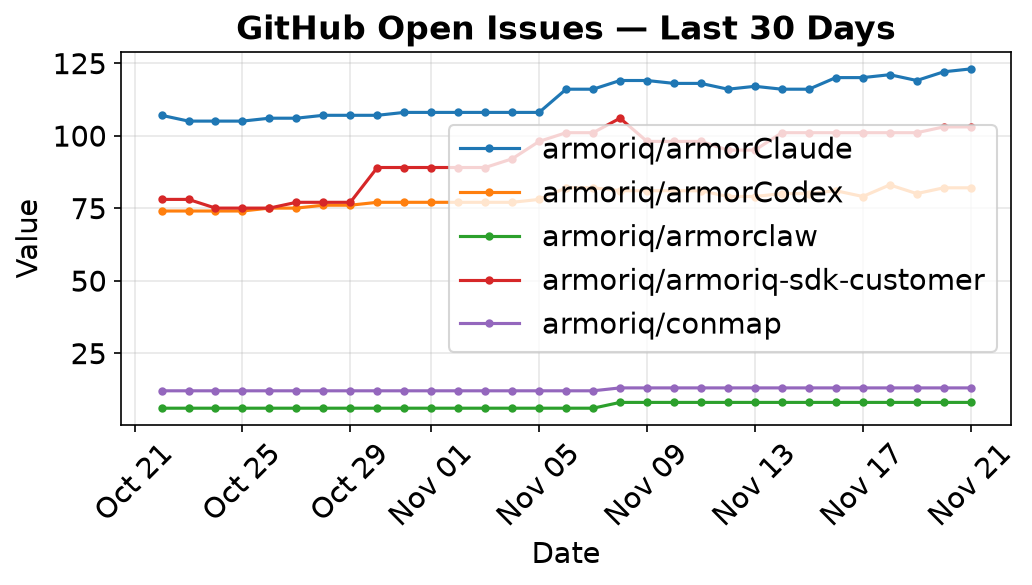 GitHub Open Issues — Last 30 Days
Value
125
100
75
50
25
armoriq/armorClaude
armoriq/armorCodex
armoriq/armorclaw
armoriq/armoriq-sdk-customer
armoriq/conmap
Oct 21
Oct 25
Oct 29
Nov 01
Nov 05
Nov 09
Nov 13
Nov 17
Nov 21
Date